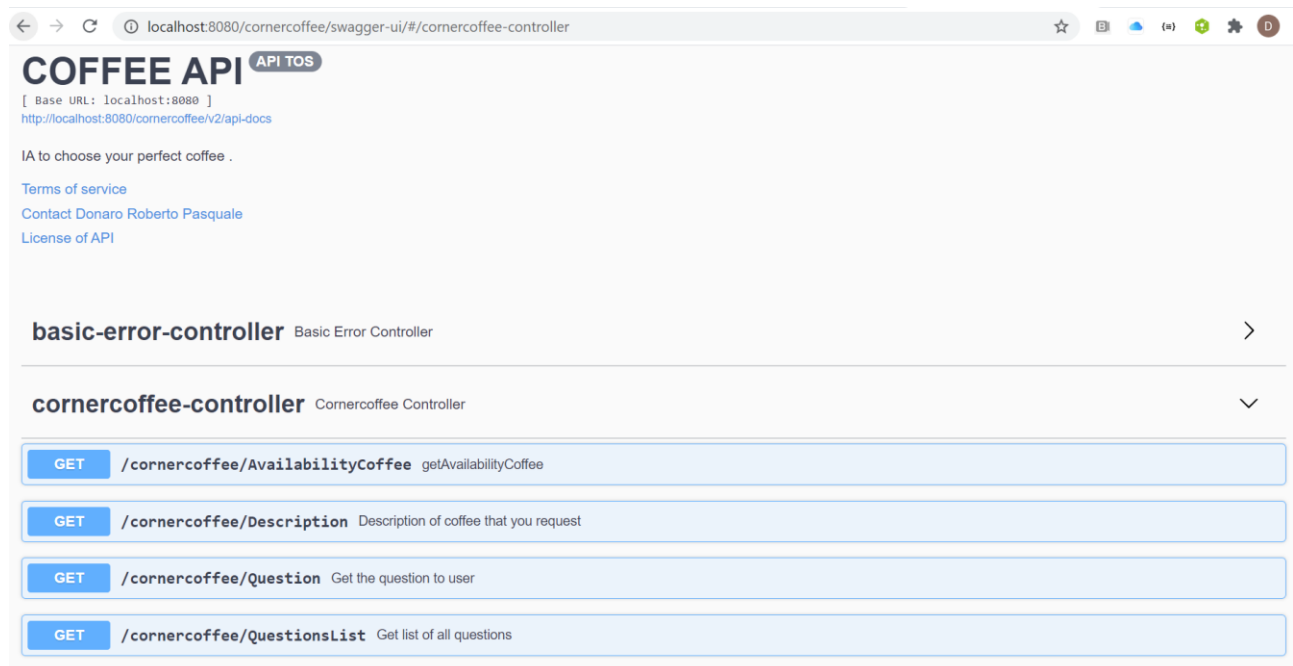 localhost:8080/cornercoffee/swagger-ui/#/cornercoffee-controller
D
COFFEE API API TOS
[ Base URL: localhost:8080 ]
http://localhost:8080/cornercoffee/v2/api-docs
IA to choose your perfect coffee .
Terms of service
Contact Donaro Roberto Pasquale
License of API
basic-error-controller Basic Error Controller
cornercoffee-controller Cornercoffee Controller
GET /cornercoffee/AvailabilityCoffee getAvailabilityCoffee
GET /cornercoffee/Description Description of coffee that you request
GET /cornercoffee/Question Get the question to user
GET /cornercoffee/QuestionsList Get list of all questions